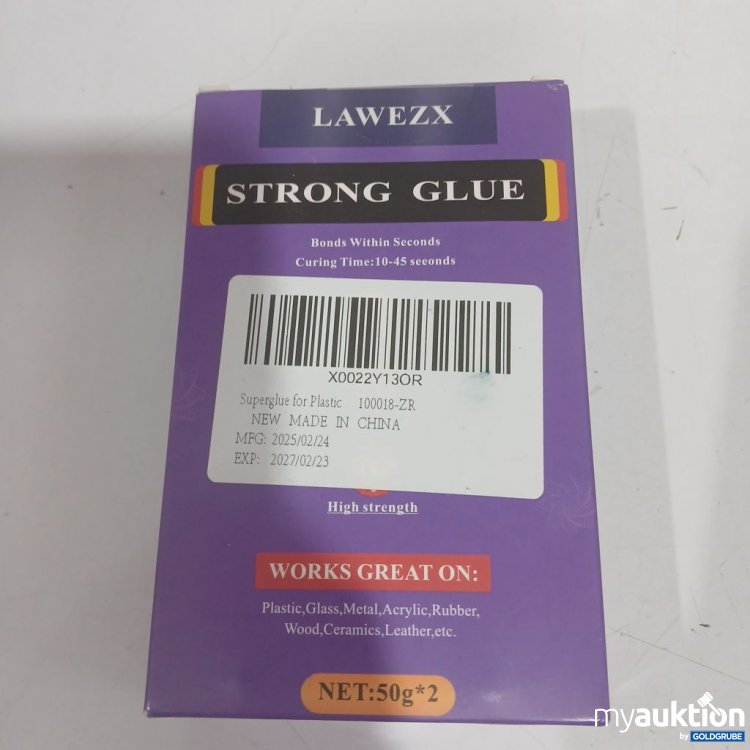 LAWEZX
STRONG GLUE
Bonds Within Seconds
Curing Time:10-45 seeonds
X0022Y13OR
Superglue for Plastic 100018-ZR
NEW MADE IN CHINA
MFG: 2025/02/24
EXP: 2027/02/23
High strength
WORKS GREAT ON:
Plastic,Glass,Metal,Acrylic,Rubber,
Wood,Ceramics,Leather,etc.
NET:50g*2
myauktion
by GOLDGRUBE